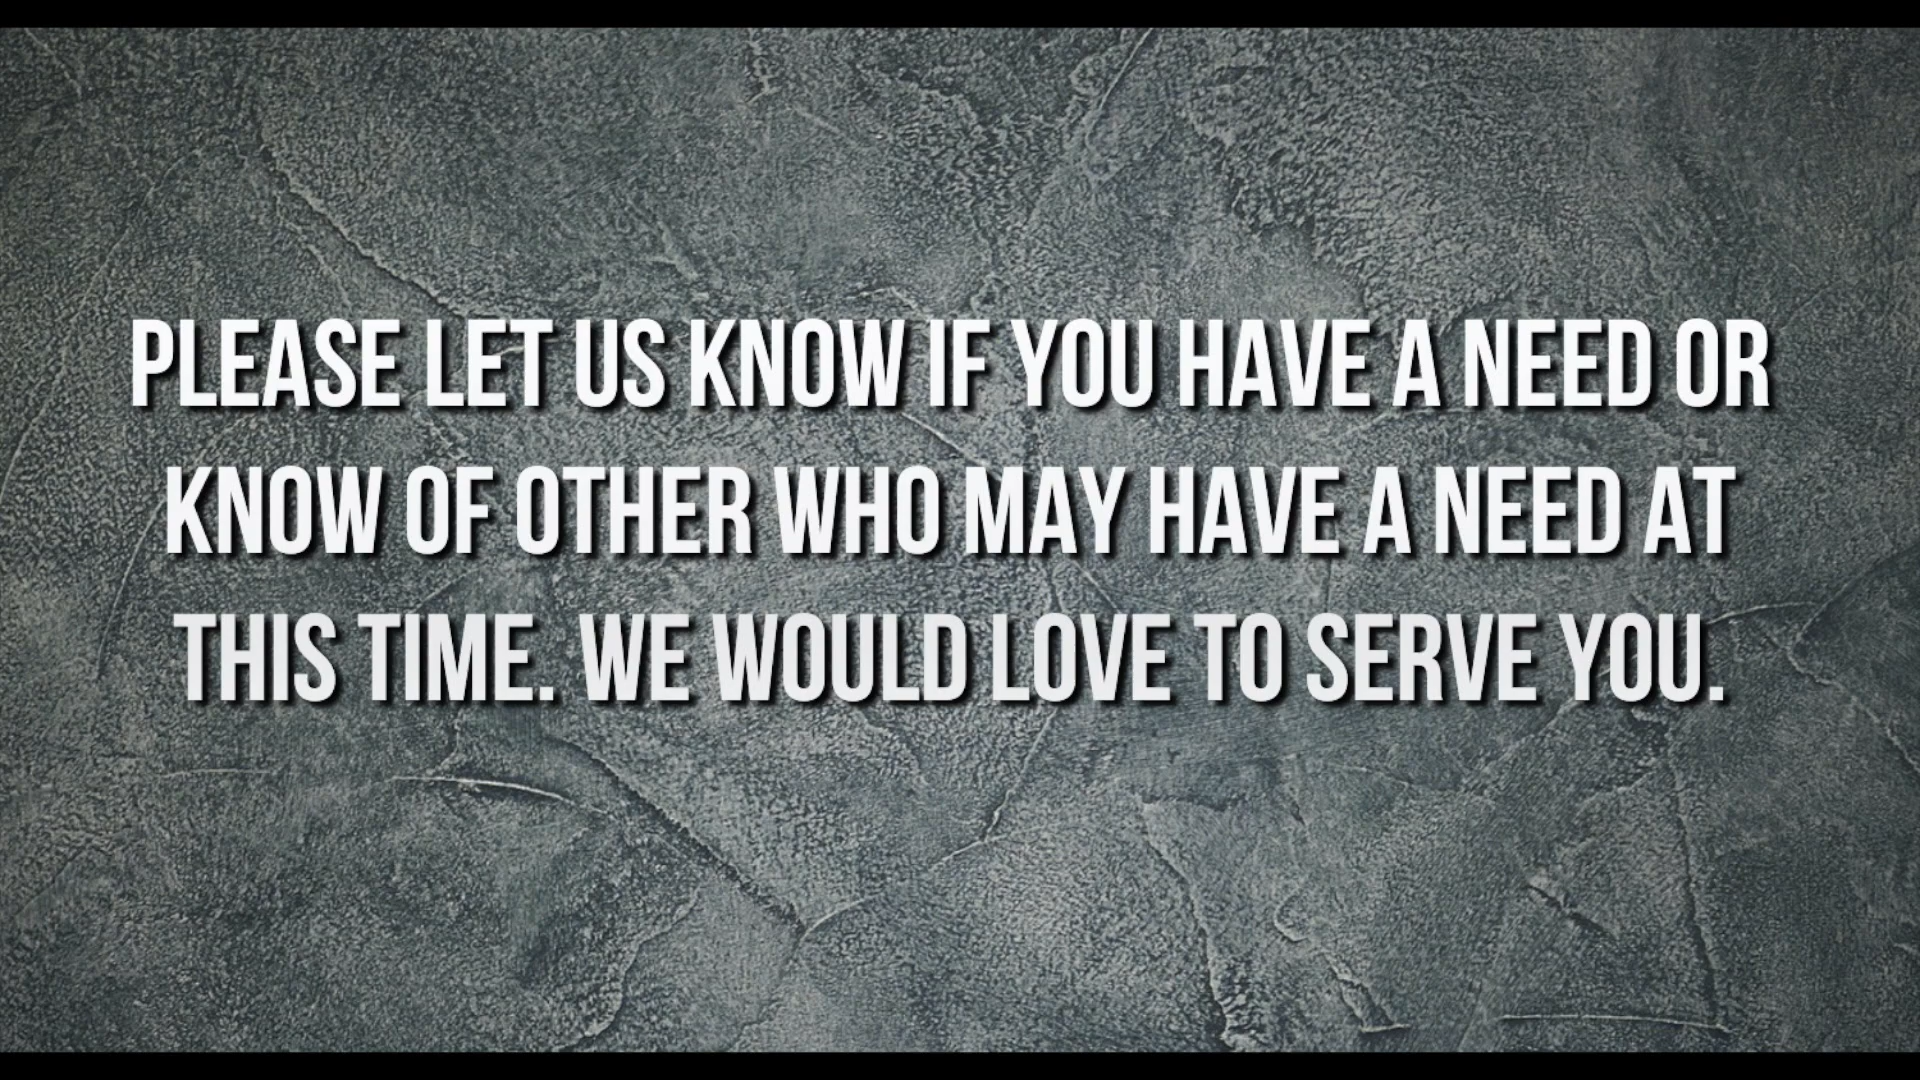 PLEASE LET US KNOW IF YOU HAVE A NEED OR
KNOW OF OTHER WHO MAY HAVE A NEED AT
THIS TIME. WE WOULD LOVE TO SERVE YOU.